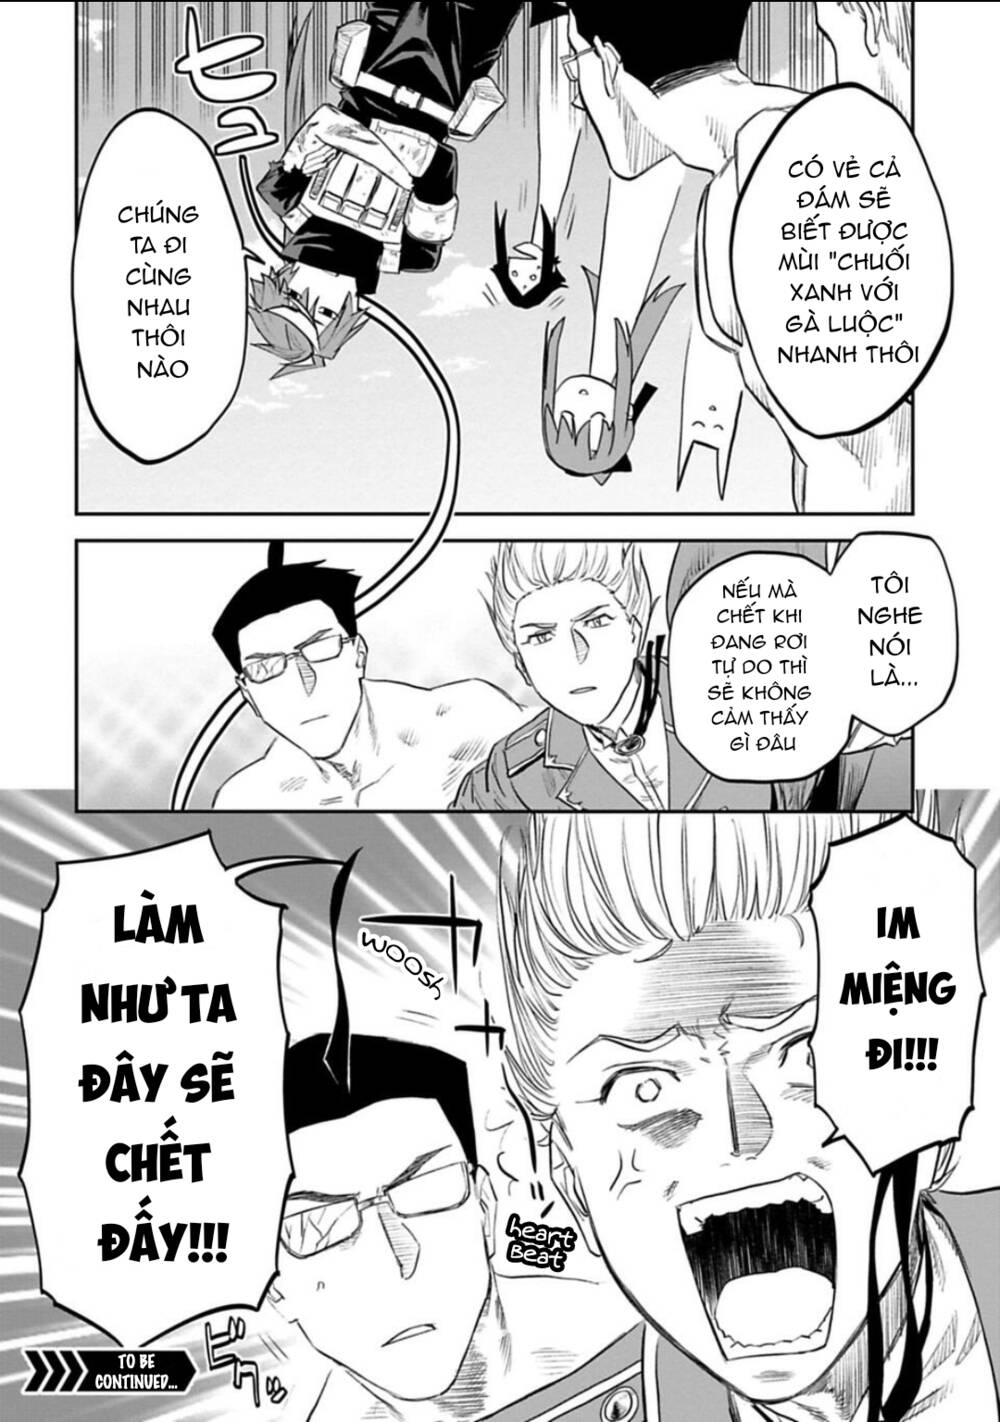 CÓ VẺ CẢ
ĐÁM SẼ
BIẾT ĐƯỢC
MÙI "CHUỐI
XANH VỚI
GÀ LUỘC"
NHANH THÔI
CHÚNG
TA ĐI
CÙNG
NHAU
THÔI
NÀO
ヒュ
TÔI
NGHE
NÓI
LÀ...
NẾU MÀ
CHẾT KHI
ĐANG RƠI
TỰ DO THÌ
SẼ KHÔNG
CẢM THẤY
GÌ ĐÂU
IM
MIỆNG
ĐI!!!
LÀM
NHƯ TA
ĐÂY SẼ
CHẾT
ĐẤY!!!
woosh
heart
Beat
TO BE
CONTINUED...